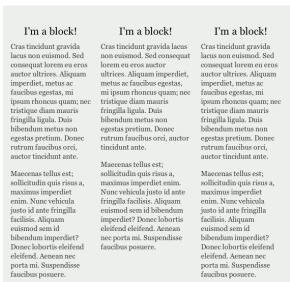 I'm a block!
Cras tincidunt gravida
lacus non euismod. Sed
consequat lorem eu eros
auctor ultrices. Aliquam
imperdiet, metus ac
faucibus egestas, mi
ipsum rhoncus quam; nec
tristique diam mauris
fringilla ligula. Duis
bibendum metus non
egestas pretium. Donec
rutrum faucibus orci,
auctor tincidunt ante.
Maecenas tellus est;
sollicitudin quis risus a,
maximus imperdiet
enim. Nunc vehicula
justo id ante fringilla
facilisis. Aliquam
euismod sem id
bibendum imperdiet?
Donec lobortis eleifend
eleifend. Aenean nec
porta mi. Suspendisse
faucibus posuere.
I'm a block!
Cras tincidunt gravida lacus
non euismod. Sed consequat
lorem eu eros auctor
ultrices. Aliquam imperdiet,
metus ac faucibus egestas,
mi ipsum rhoncus quam; nec
tristique diam mauris
fringilla ligula. Duis
bibendum metus non
egestas pretium. Donec
rutrum faucibus orci, auctor
tincidunt ante.
Maecenas tellus est;
sollicitudin quis risus a,
maximus imperdiet enim.
Nunc vehicula justo id ante
fringilla facilisis. Aliquam
euismod sem id bibendum
imperdiet? Donec lobortis
eleifend eleifend. Aenean
nec porta mi. Suspendisse
faucibus posuere.
I'm a block!
Cras tincidunt gravida
lacus non euismod. Sed
consequat lorem eu eros
auctor ultrices. Aliquam
imperdiet, metus ac
faucibus egestas, mi
ipsum rhoncus quam; nec
tristique diam mauris
fringilla ligula. Duis
bibendum metus non
egestas pretium. Donec
rutrum faucibus orci,
auctor tincidunt ante.
Maecenas tellus est;
sollicitudin quis risus a,
maximus imperdiet
enim. Nunc vehicula
justo id ante fringilla
facilisis. Aliquam
euismod sem id
bibendum imperdiet?
Donec lobortis eleifend
eleifend. Aenean nec
porta mi. Suspendisse
faucibus posuere.